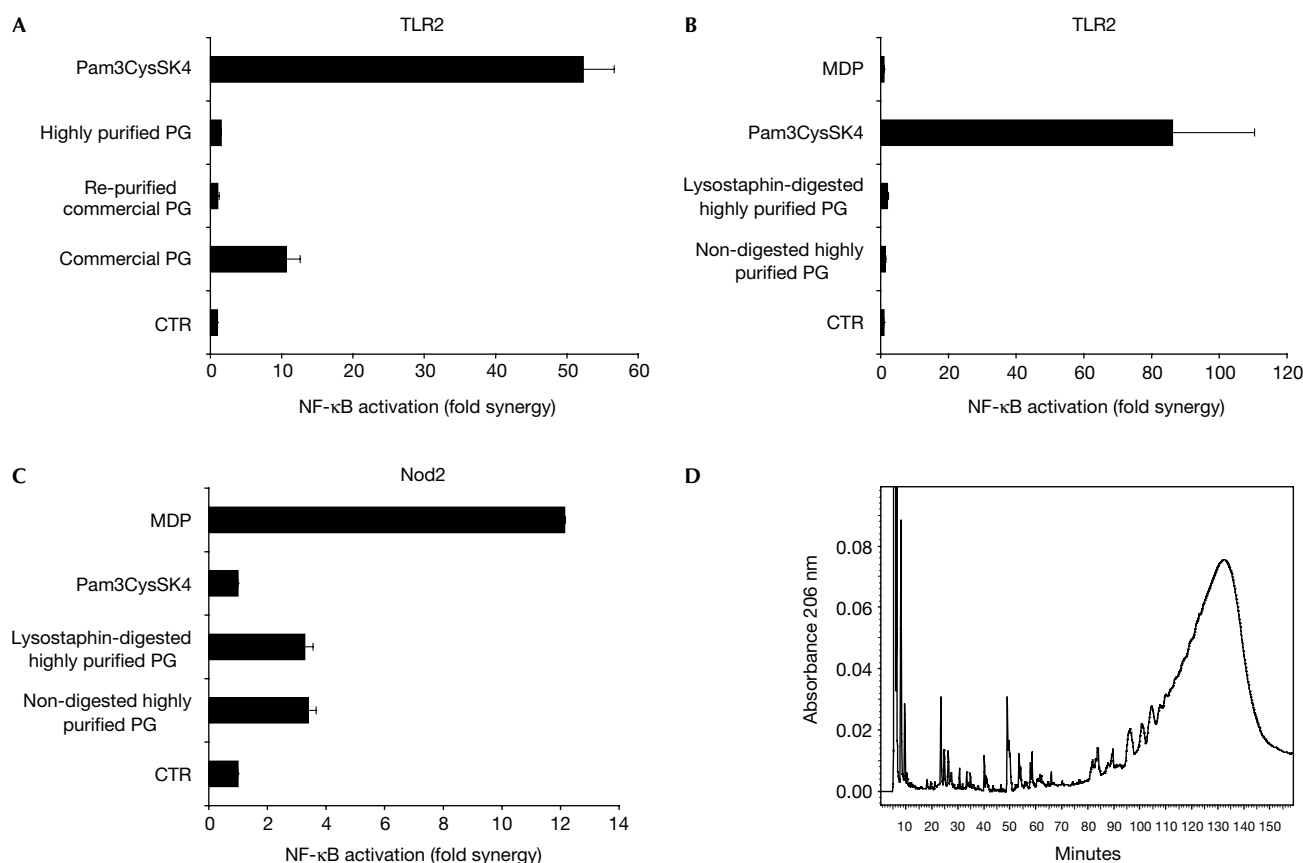 A
TLR2
Pam3CysSK4
Highly purified PG
Re-purified
commercial PG
Commercial PG
CTR
0 10 20 30 40 50 60
NF-κB activation (fold synergy)
B
TLR2
MDP
Pam3CysSK4
Lysostaphin-digested
highly purified PG
Non-digested highly
purified PG
CTR
0 20 40 60 80 100 120
NF-κB activation (fold synergy)
C
Nod2
MDP
Pam3CysSK4
Lysostaphin-digested
highly purified PG
Non-digested highly
purified PG
CTR
0 2 4 6 8 10 12 14
NF-κB activation (fold synergy)
D
Absorbance 206 nm
0.08
0.06
0.04
0.02
0.00
10 20 30 40 50 60 70 80 90 100 110 120 130 140 150
Minutes